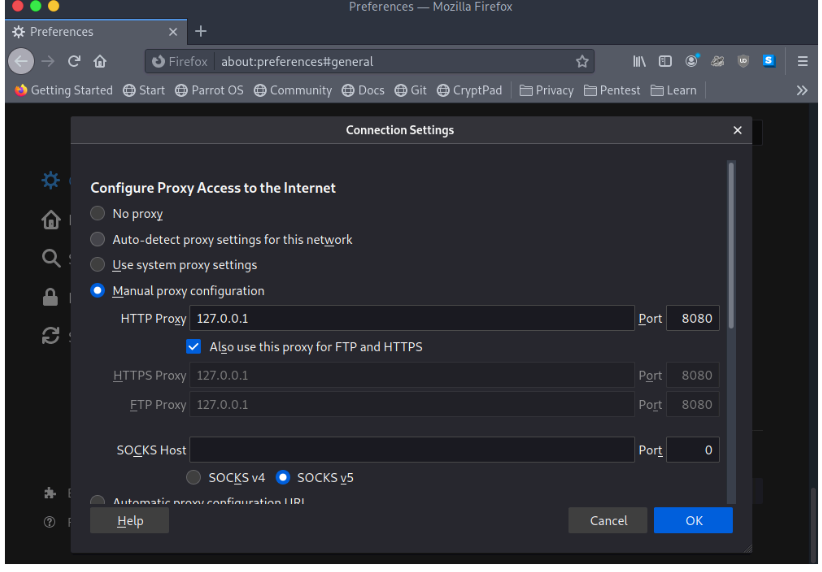 Preferences — Mozilla Firefox
Preferences
Firefox about:preferences#general
Getting Started Start Parrot OS Community Docs Git CryptPad Privacy Pentest Learn
Connection Settings
Configure Proxy Access to the Internet
No proxy
Auto-detect proxy settings for this network
Use system proxy settings
Manual proxy configuration
HTTP Proxy 127.0.0.1 Port 8080
Also use this proxy for FTP and HTTPS
HTTPS Proxy 127.0.0.1 Port 8080
FTP Proxy 127.0.0.1 Port 8080
SOCKS Host Port 0
SOCKS v4 SOCKS v5
Automatic proxy configuration URL
Help Cancel OK